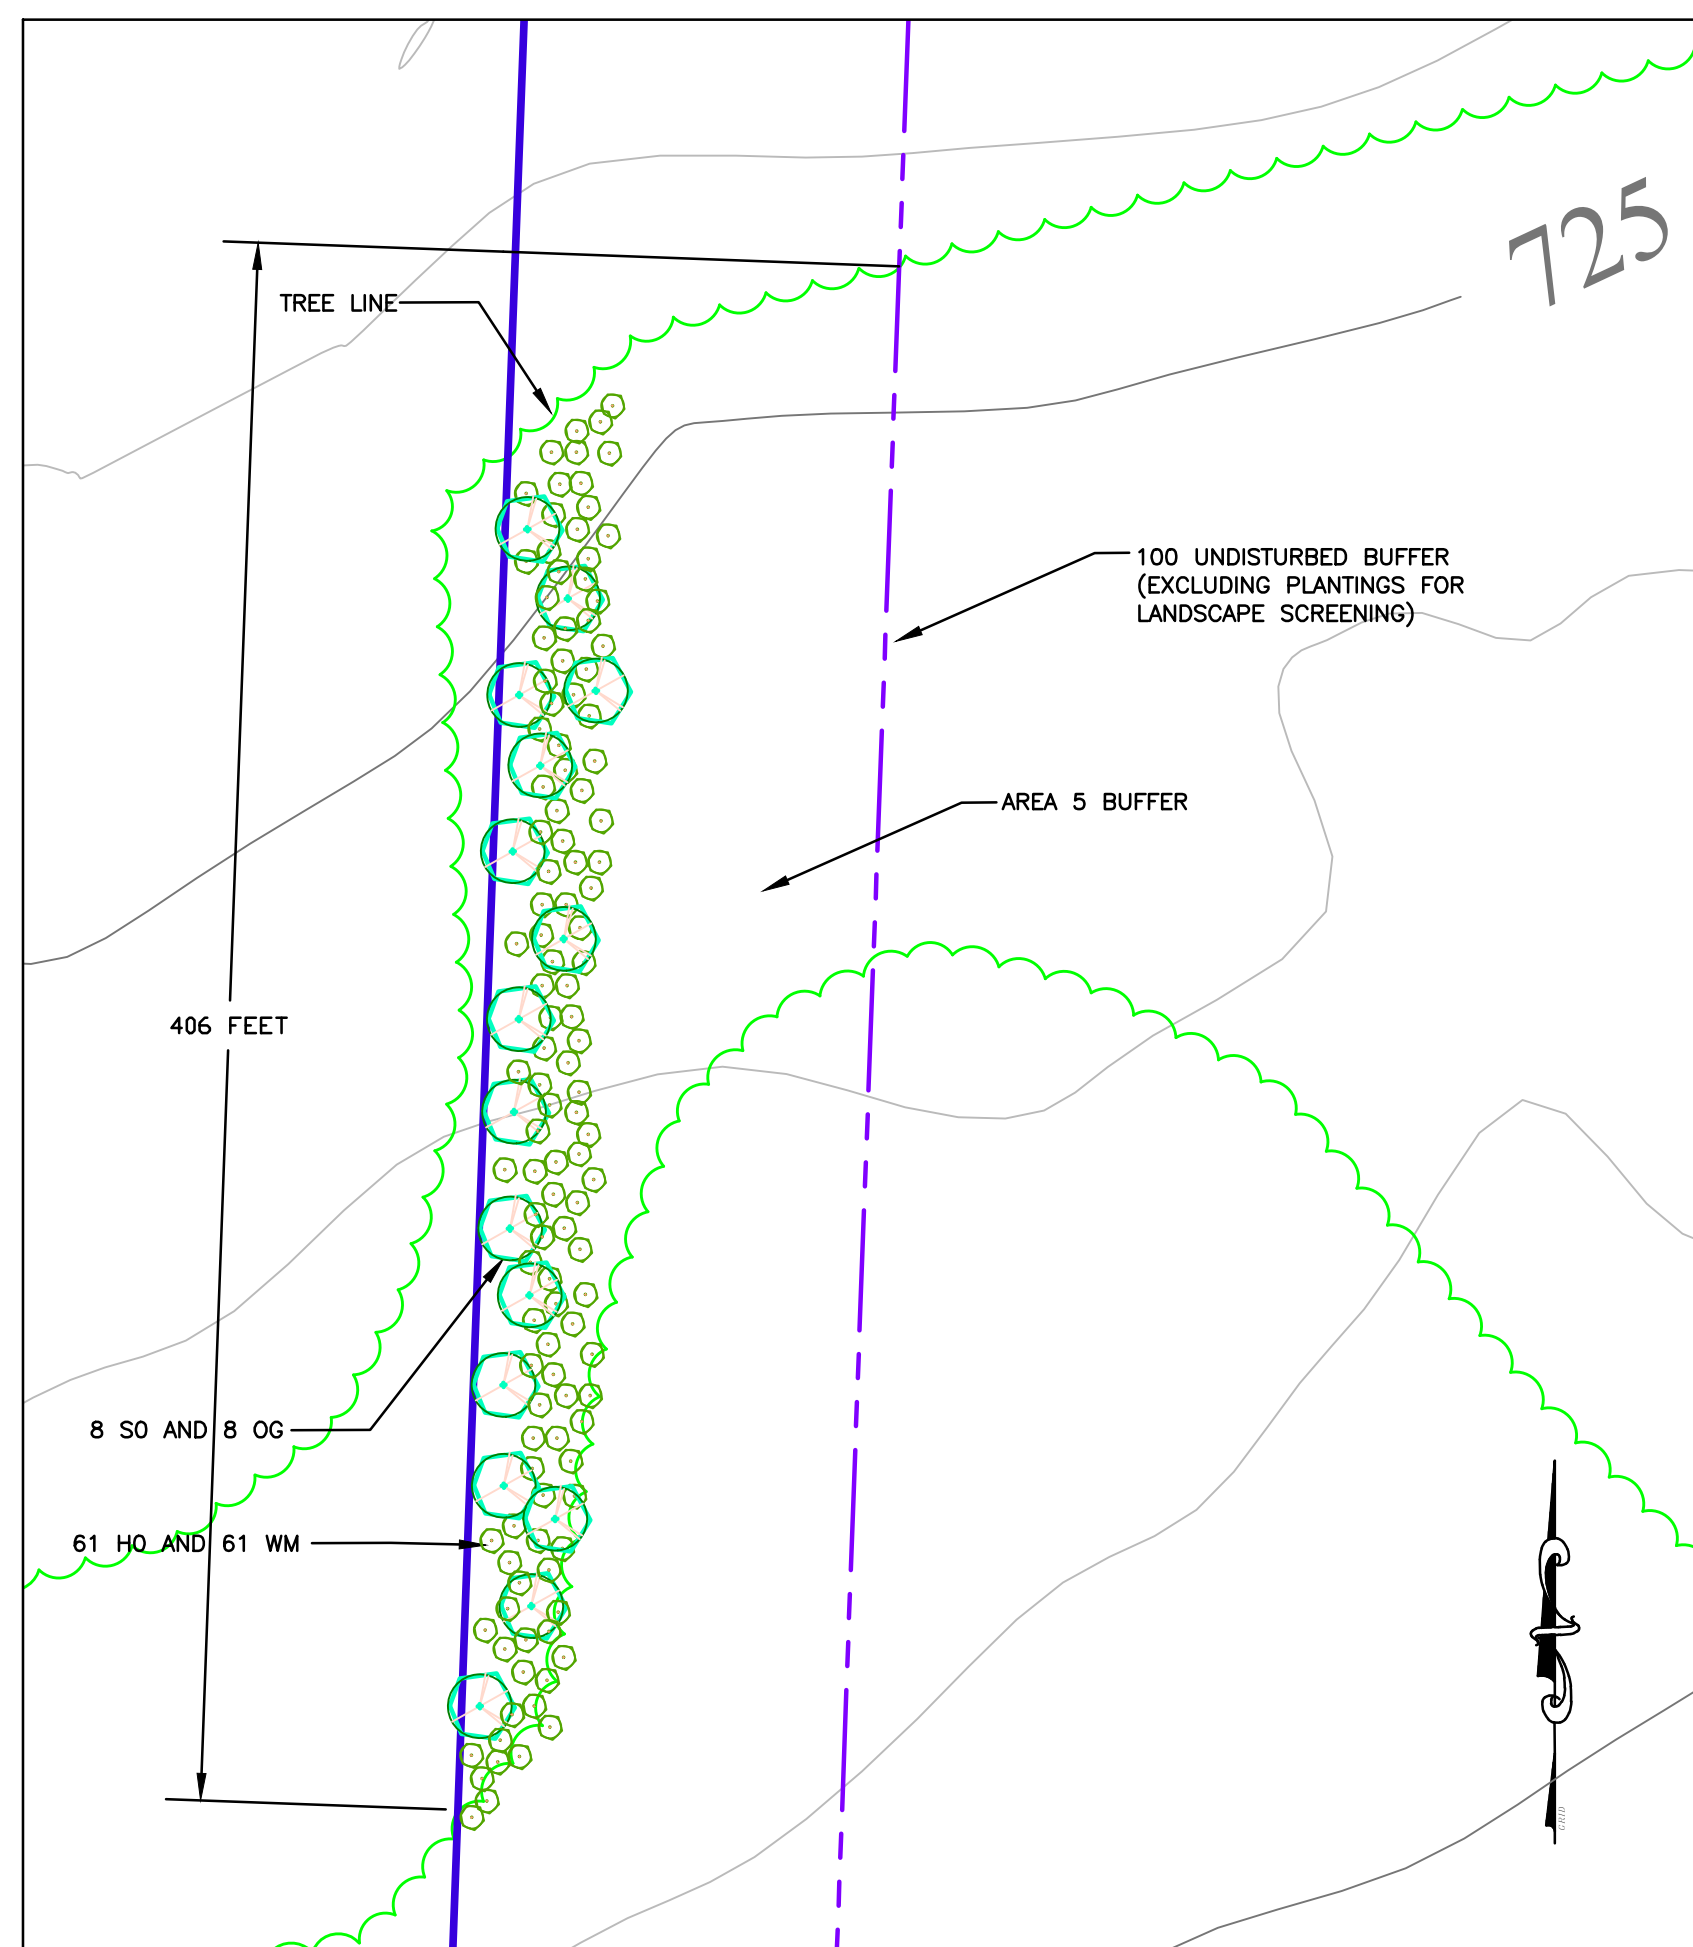 725
TREE LINE
100 UNDISTURBED BUFFER
(EXCLUDING PLANTINGS FOR
LANDSCAPE SCREENING)
AREA 5 BUFFER
406 FEET
8 SO AND 8 OG
61 HO AND 61 WM
GRID